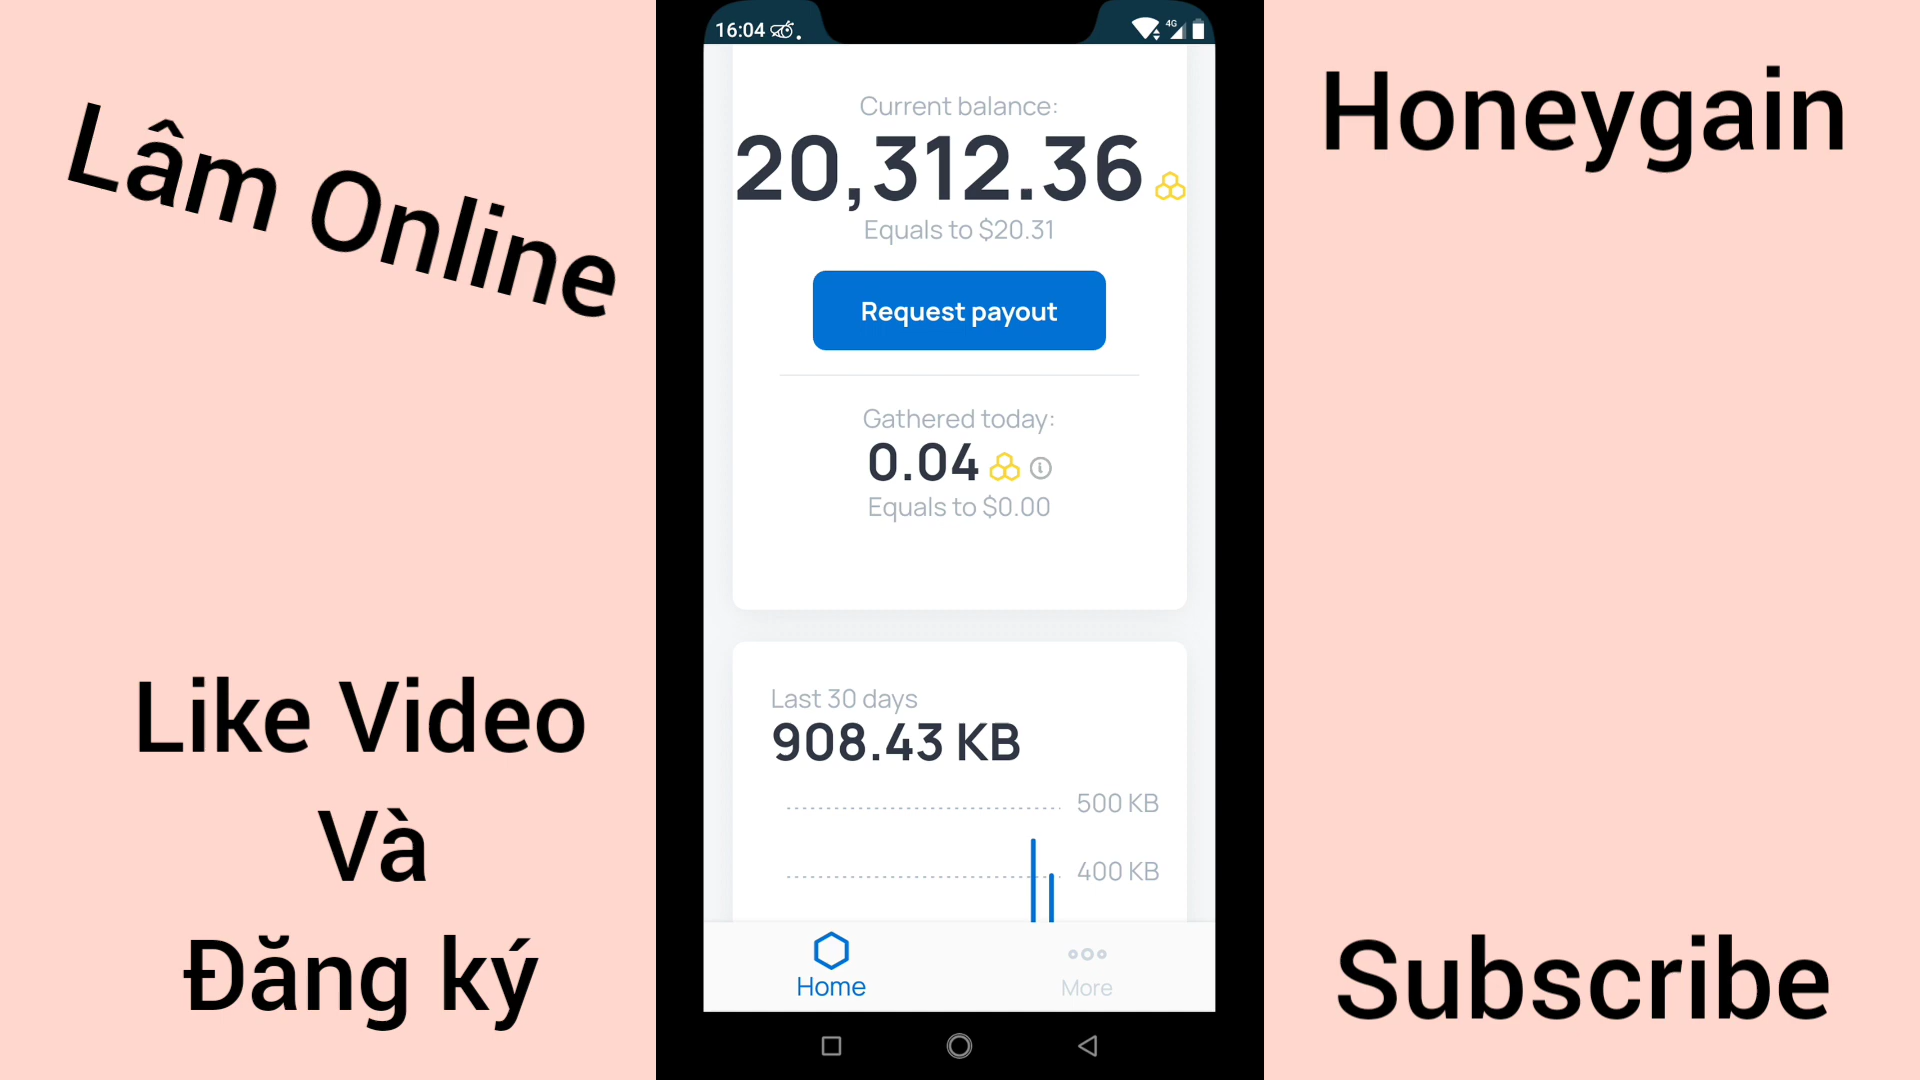 Lâm Online
Like Video
Và
Đăng ký
16:04
4G
Current balance:
20,312.36
Equals to $20.31
Request payout
Gathered today:
0.04
Equals to $0.00
Last 30 days
908.43 KB
500 KB
400 KB
Home
More
Honeygain
Subscribe